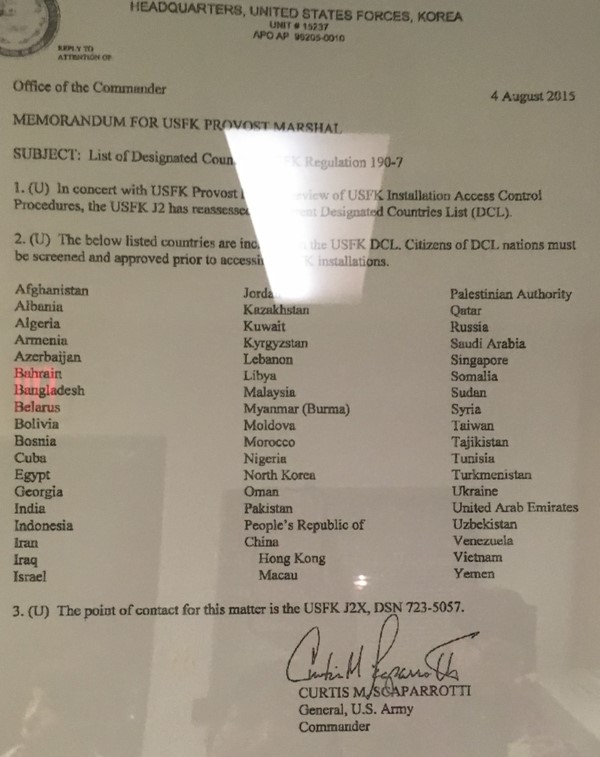 HEADQUARTERS, UNITED STATES FORCES, KOREA
UNIT # 15237
APO AP 96205-0010
REPLY TO
ATTENTION OF
Office of the Commander
4 August 2015
MEMORANDUM FOR USFK PROVOST MARSHAL
SUBJECT: List of Designated Coun K Regulation 190-7
1. (U) In concert with USFK Provost view of USFK Installation Access Control
Procedures, the USFK J2 has reassessed nt Designated Countries List (DCL).
2. (U) The below listed countries are inc the USFK DCL. Citizens of DCL nations must
be screened and approved prior to accessin K installations.
Afghanistan
Albania
Algeria
Armenia
Azerbaijan
Bahrain
Bangladesh
Belarus
Bolivia
Bosnia
Cuba
Egypt
Georgia
India
Indonesia
Iran
Iraq
Israel
Jorda
Kazakhstan
Kuwait
Kyrgyzstan
Lebanon
Libya
Malaysia
Myanmar (Burma)
Moldova
Morocco
Nigeria
North Korea
Oman
Pakistan
People's Republic of
China
Hong Kong
Macau
Palestinian Authority
Qatar
Russia
Saudi Arabia
Singapore
Somalia
Sudan
Syria
Taiwan
Tajikistan
Tunisia
Turkmenistan
Ukraine
United Arab Emirates
Uzbekistan
Venezuela
Vietnam
Yemen
3. (U) The point of contact for this matter is the USFK J2X, DSN 723-5057.
Curtis M Scaparrotti
CURTIS M. SCAPARROTTI
General, U.S. Army
Commander